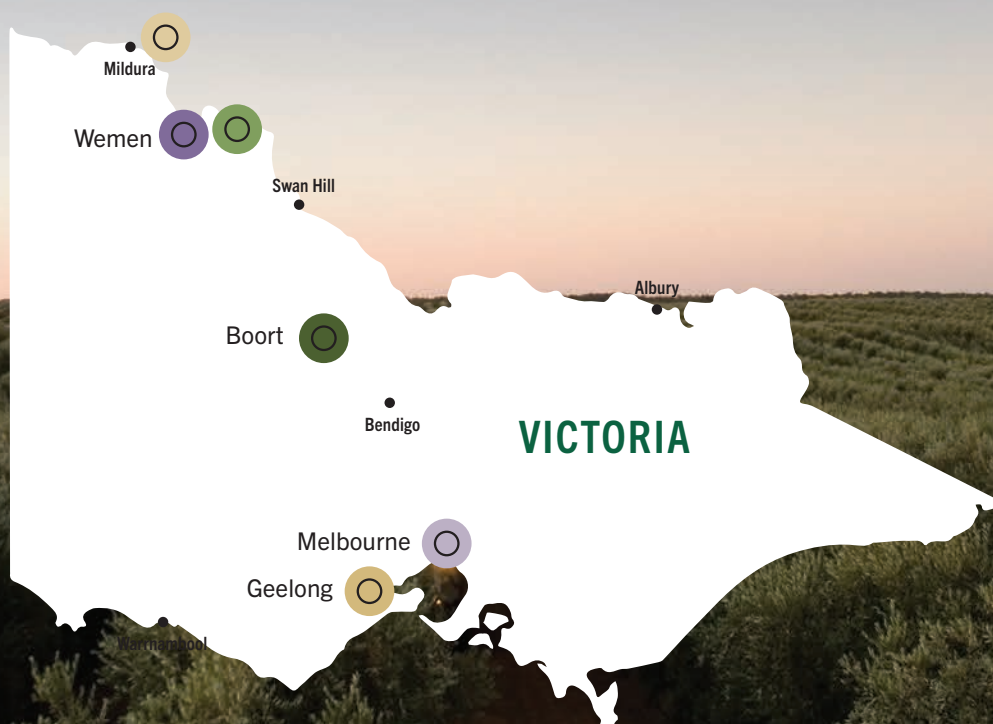 Mildura
Wemen
Swan Hill
Albury
Boort
Bendigo
VICTORIA
Melbourne
Geelong
Warrnambool